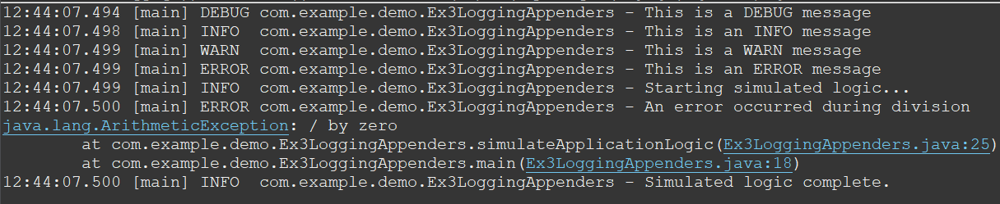 12:44:07.494 [main] DEBUG com.example.demo.Ex3LoggingAppenders - This is a DEBUG message
12:44:07.498 [main] INFO  com.example.demo.Ex3LoggingAppenders - This is an INFO message
12:44:07.499 [main] WARN  com.example.demo.Ex3LoggingAppenders - This is a WARN message
12:44:07.499 [main] ERROR com.example.demo.Ex3LoggingAppenders - This is an ERROR message
12:44:07.499 [main] INFO  com.example.demo.Ex3LoggingAppenders - Starting simulated logic...
12:44:07.500 [main] ERROR com.example.demo.Ex3LoggingAppenders - An error occurred during division
java.lang.ArithmeticException: / by zero
        at com.example.demo.Ex3LoggingAppenders.simulateApplicationLogic(Ex3LoggingAppenders.java:25)
        at com.example.demo.Ex3LoggingAppenders.main(Ex3LoggingAppenders.java:18)
12:44:07.500 [main] INFO  com.example.demo.Ex3LoggingAppenders - Simulated logic complete.